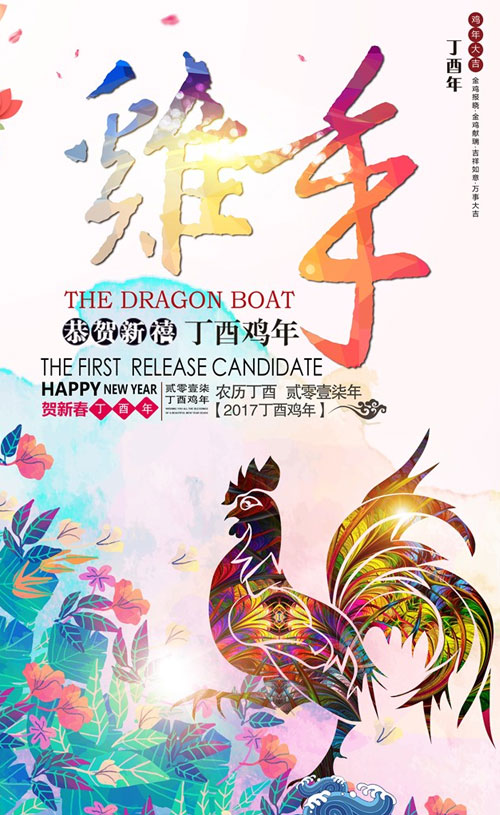 鸡年大吉
丁酉年
金鸡报晓·金鸡献瑞·吉祥如意·万事大吉
雞年
THE DRAGON BOAT
恭贺新禧 丁酉鸡年
THE FIRST RELEASE CANDIDATE
HAPPY NEW YEAR
贺新春 丁酉年
贰零壹柒
丁酉鸡年
农历丁酉 贰零壹柒年
【2017丁酉鸡年】